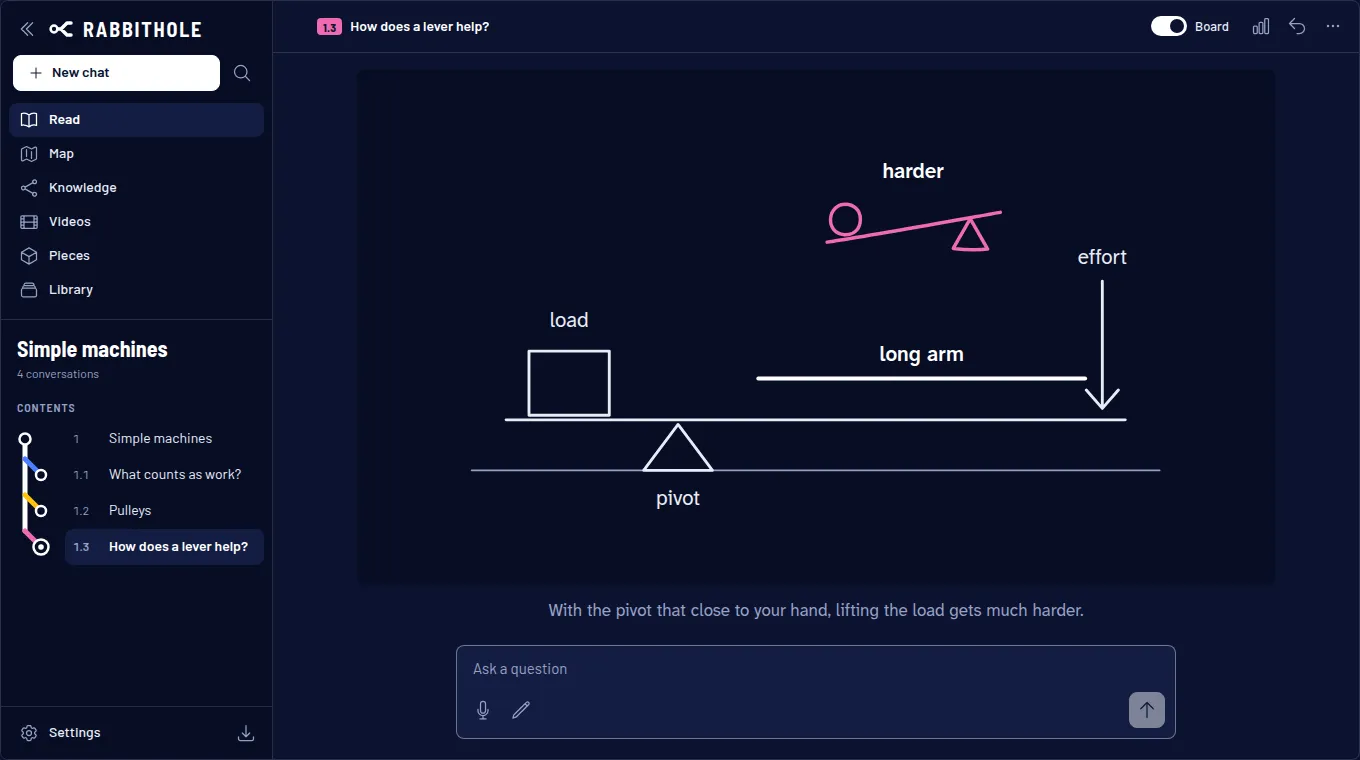 RABBITHOLE
New chat
Read
Map
Knowledge
Videos
Pieces
Library
Simple machines
4 conversations
CONTENTS
1 Simple machines
1.1 What counts as work?
1.2 Pulleys
1.3 How does a lever help?
Settings
1.3 How does a lever help?
Board
harder
effort
load
long arm
pivot
With the pivot that close to your hand, lifting the load gets much harder.
Ask a question